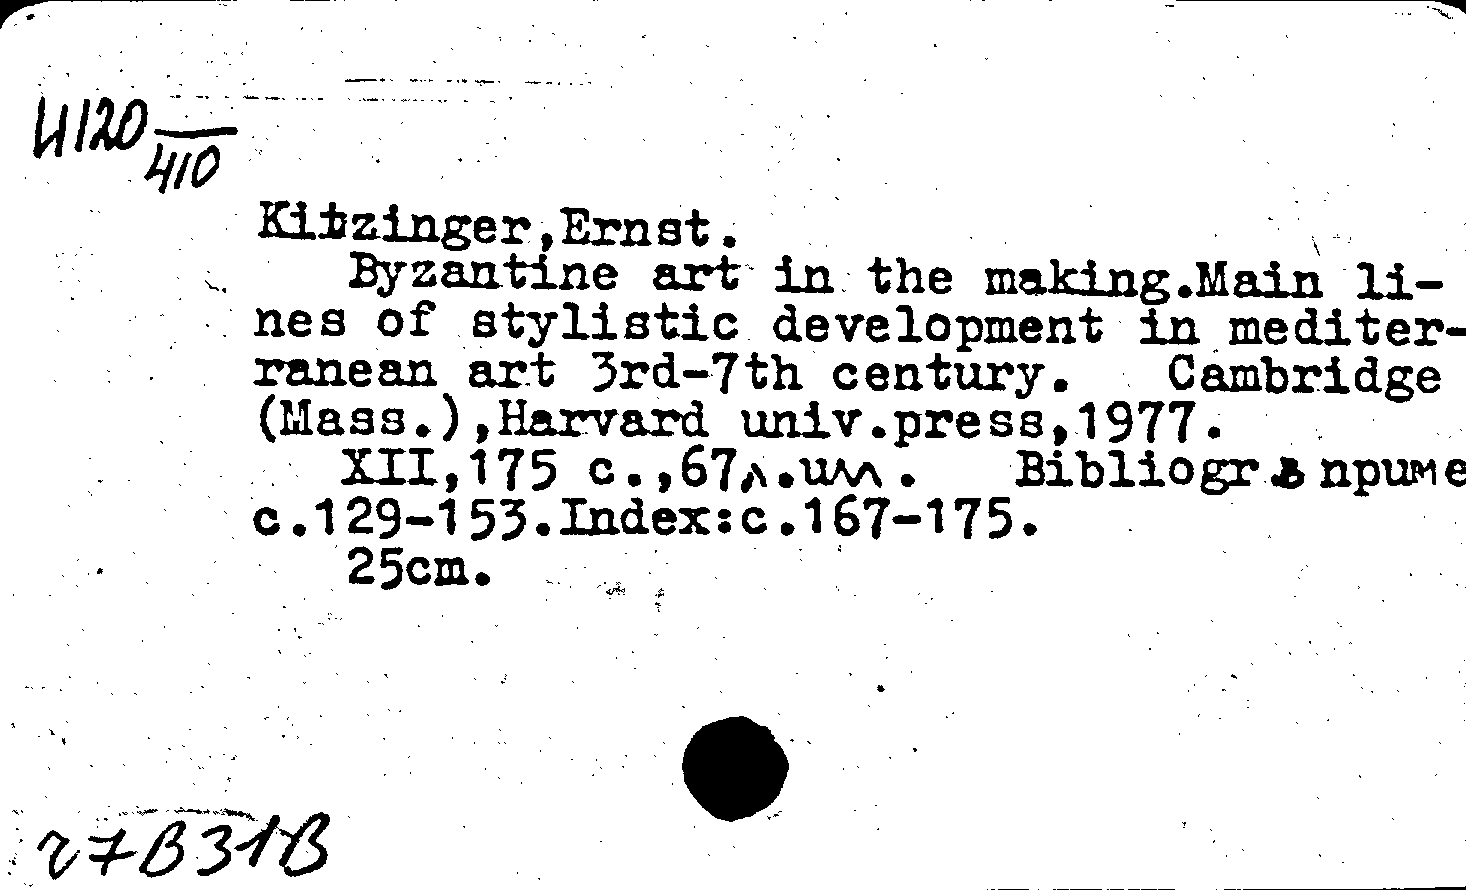 И120
410
Kitzinger,Ernst.
Byzantine art in the making.Main li-
nes of stylistic development in mediter-
ranean art 3rd-7th century. Cambridge
(Mass.),Harvard univ.press,1977.
XII,175 c.,67л.ил. Bibliogr в приме
c.129-153.Index:c.167-175.
25cm.
27В31В